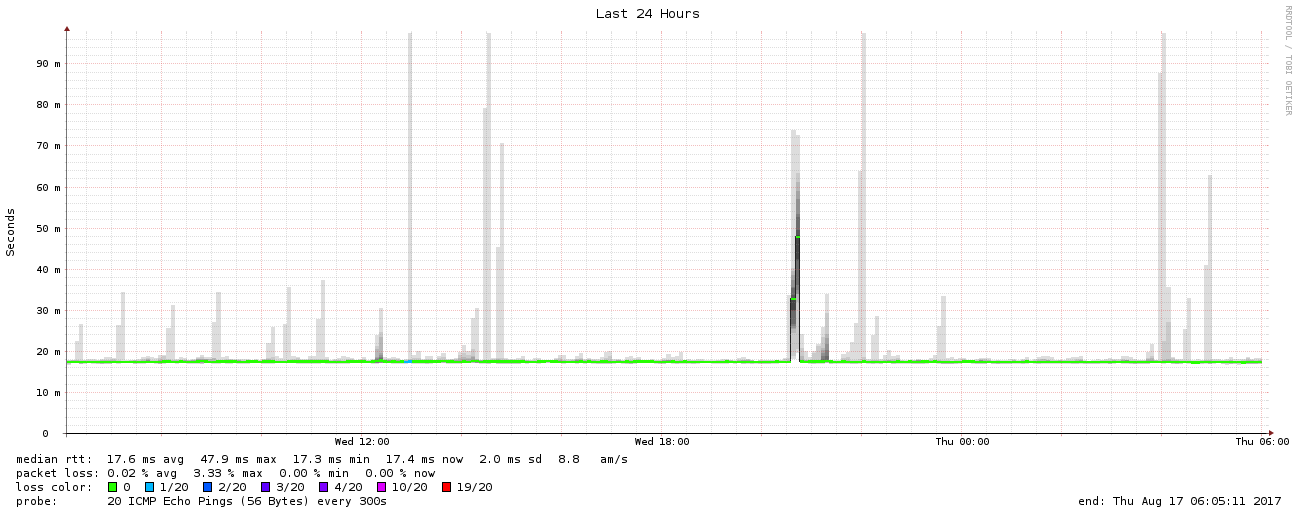 Last 24 Hours
RRDTOOL / TOBI OETIKER
Seconds
90 m
80 m
70 m
60 m
50 m
40 m
30 m
20 m
10 m
0
Wed 12:00 Wed 18:00 Thu 00:00 Thu 06:00
median rtt: 17.6 ms avg 47.9 ms max 17.3 ms min 17.4 ms now 2.0 ms sd 8.8 am/s
packet loss: 0.02 % avg 3.33 % max 0.00 % min 0.00 % now
loss color: 0 1/20 2/20 3/20 4/20 10/20 19/20
probe: 20 ICMP Echo Pings (56 Bytes) every 300s end: Thu Aug 17 06:05:11 2017